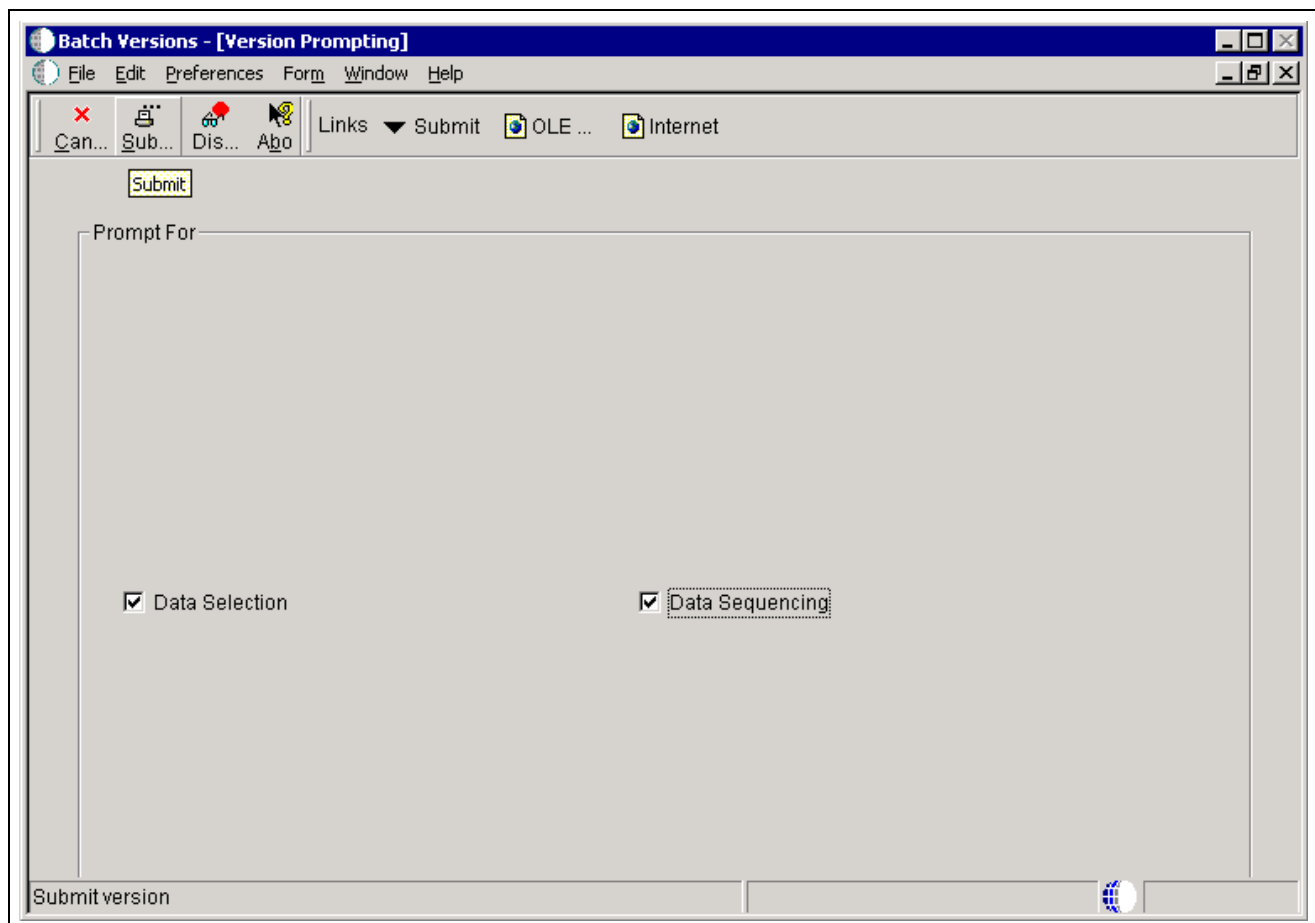 Batch Versions - [Version Prompting]
File Edit Preferences Form Window Help
Can... Sub... Dis... Abo Links Submit OLE ... Internet
Submit
Prompt For
Data Selection Data Sequencing
Submit version